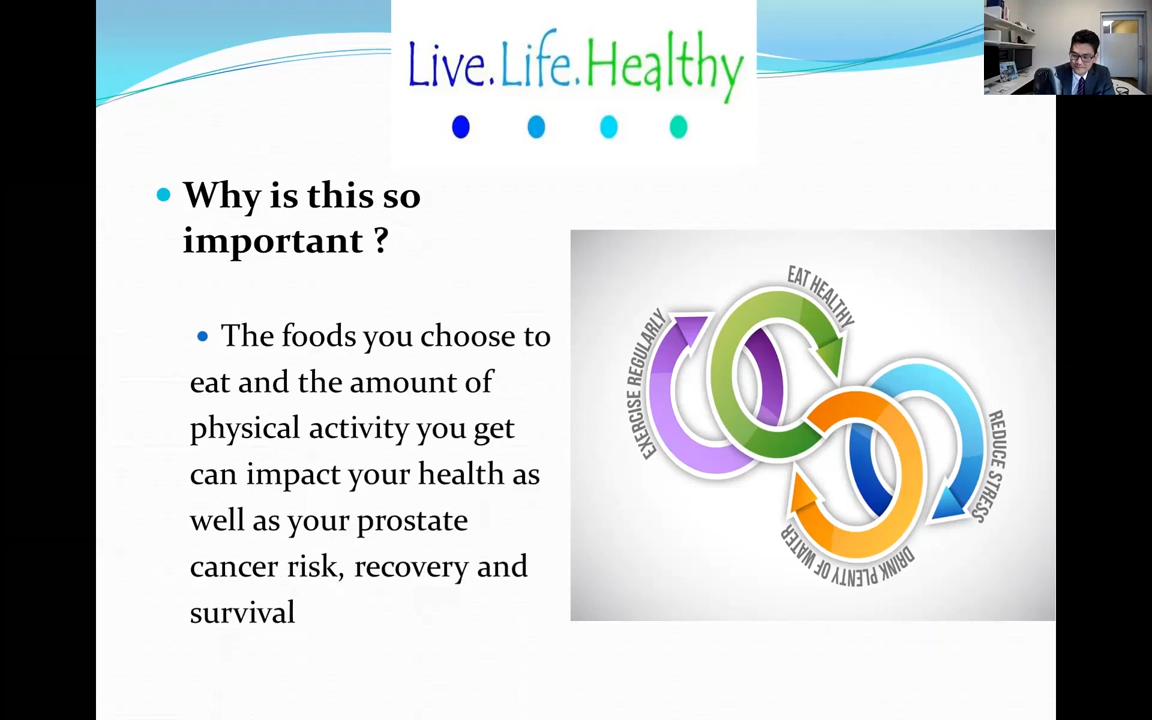 Live.Life.Healthy
Why is this so
important ?
The foods you choose to
eat and the amount of
physical activity you get
can impact your health as
well as your prostate
cancer risk, recovery and
survival
EXERCISE REGULARLY
EAT HEALTHY
REDUCE STRESS
DRINK PLENTY OF WATER